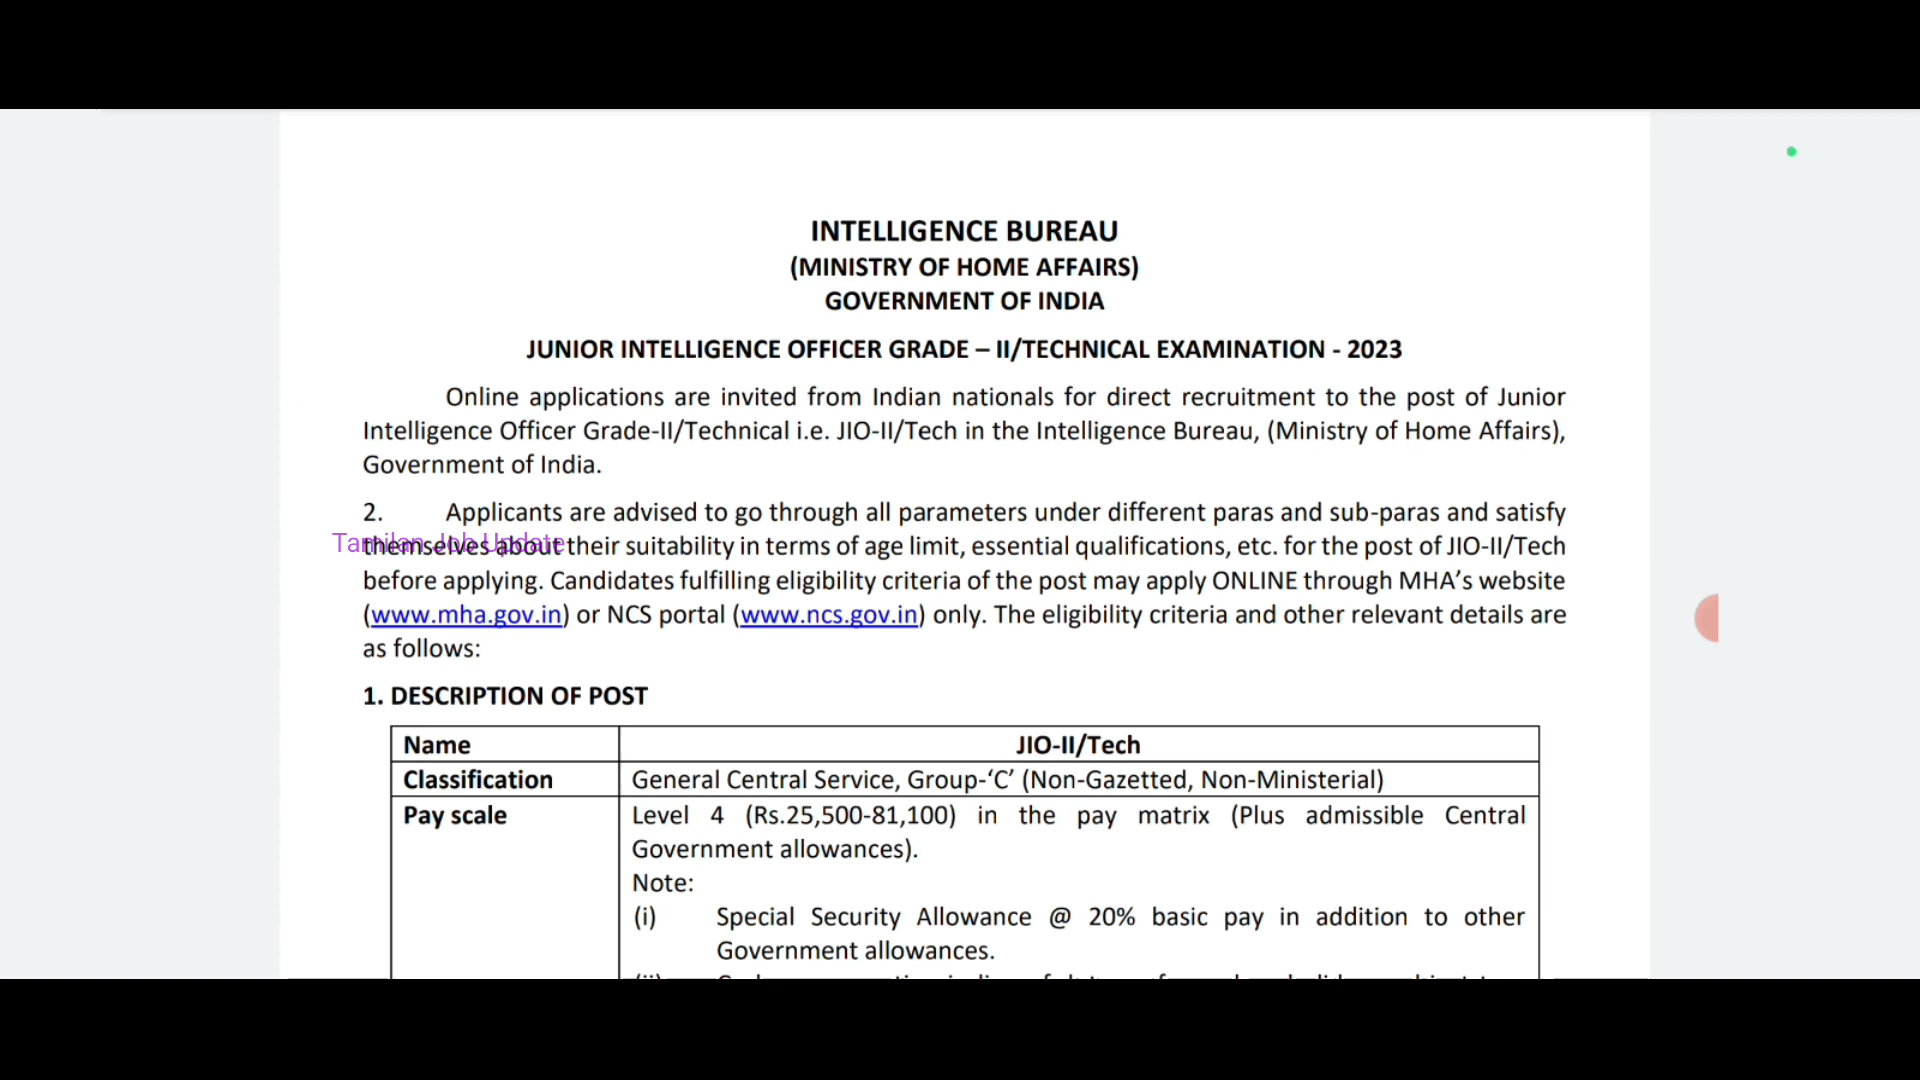 INTELLIGENCE BUREAU
(MINISTRY OF HOME AFFAIRS)
GOVERNMENT OF INDIA
JUNIOR INTELLIGENCE OFFICER GRADE – II/TECHNICAL EXAMINATION - 2023
Online applications are invited from Indian nationals for direct recruitment to the post of Junior
Intelligence Officer Grade-II/Technical i.e. JIO-II/Tech in the Intelligence Bureau, (Ministry of Home Affairs),
Government of India.
2. Applicants are advised to go through all parameters under different paras and sub-paras and satisfy
Tamilan Job Update
themselves about their suitability in terms of age limit, essential qualifications, etc. for the post of JIO-II/Tech
before applying. Candidates fulfilling eligibility criteria of the post may apply ONLINE through MHA’s website
(www.mha.gov.in) or NCS portal (www.ncs.gov.in) only. The eligibility criteria and other relevant details are
as follows:
1. DESCRIPTION OF POST
Name JIO-II/Tech
Classification General Central Service, Group-‘C’ (Non-Gazetted, Non-Ministerial)
Pay scale Level 4 (Rs.25,500-81,100) in the pay matrix (Plus admissible Central
Government allowances).
Note:
(i) Special Security Allowance @ 20% basic pay in addition to other
Government allowances.